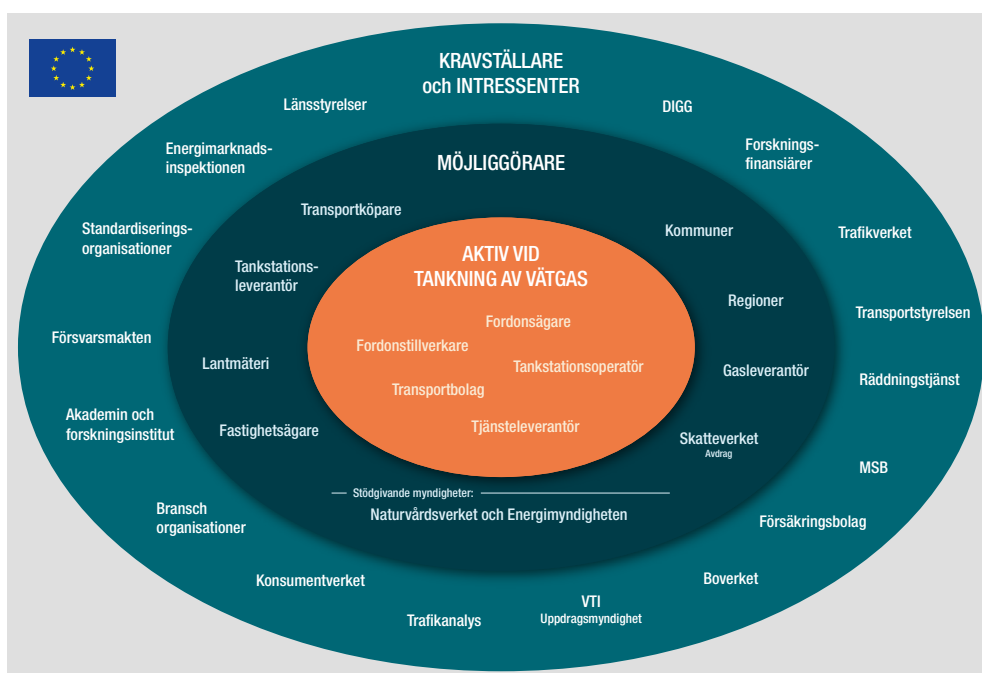 KRAVSTÄLLARE
och INTRESSENTER
Länsstyrelser
DIGG
Energimarknads-
inspektionen
Forsknings-
finansiärer
Standardiserings-
organisationer
Trafikverket
Försvarsmakten
Transportstyrelsen
Räddningstjänst
Akademin och
forskningsinstitut
MSB
Bransch
organisationer
Försäkringsbolag
Konsumentverket
Boverket
Trafikanalys
VTI
Uppdragsmyndighet
MÖJLIGGÖRARE
Transportköpare
Kommuner
Tankstations-
leverantör
Regioner
Lantmäteri
Gasleverantör
Fastighetsägare
Skatteverket
Avdrag
Stödgivande myndigheter:
Naturvårdsverket och Energimyndigheten
AKTIV VID
TANKNING AV VÄTGAS
Fordonsägare
Fordonstillverkare
Tankstationsoperatör
Transportbolag
Tjänsteleverantör